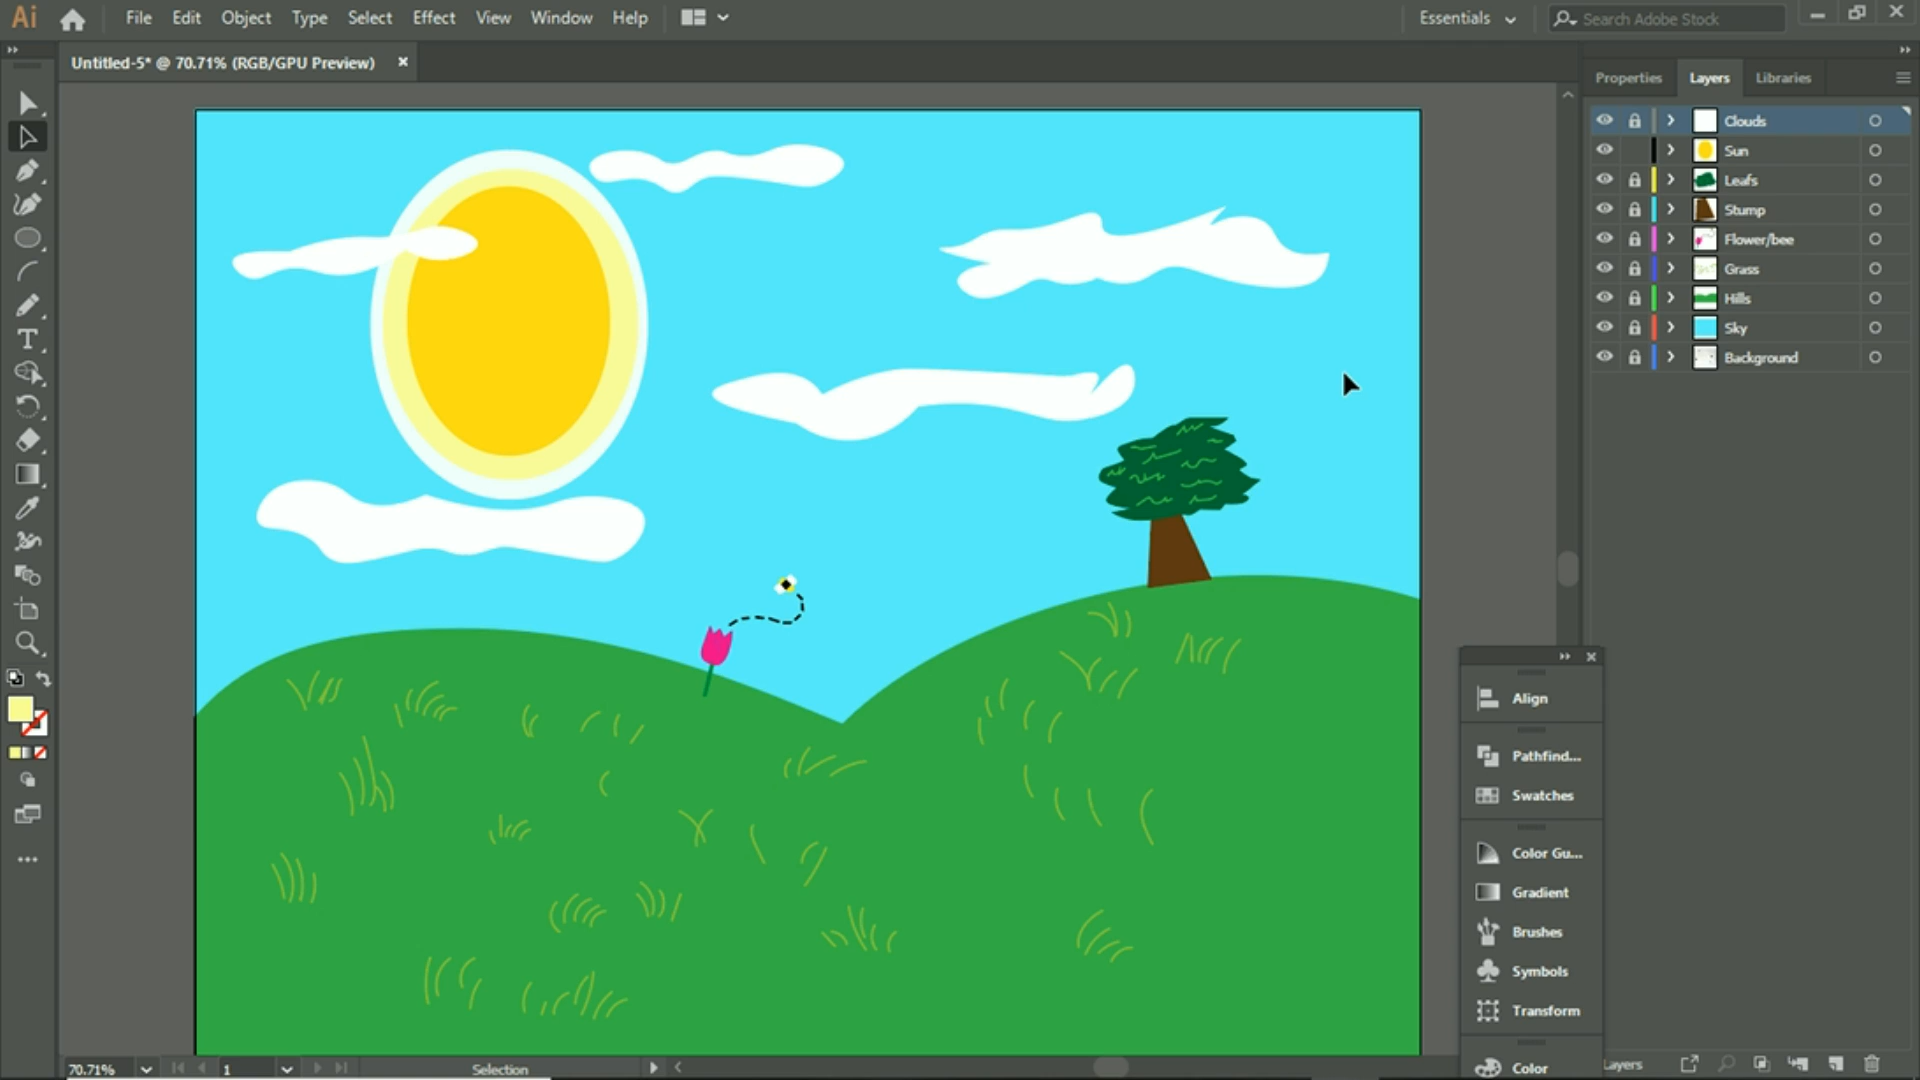 Ai File Edit Object Type Select Effect View Window Help Essentials Search Adobe Stock
Untitled-5* @ 70.71% (RGB/GPU Preview)
Properties Layers Libraries
Clouds
Sun
Leafs
Stump
Flower/bee
Grass
Hills
Sky
Background
Align
Pathfind...
Swatches
Color Gu...
Gradient
Brushes
Symbols
Transform
Color
70.71% 1 Selection Layers